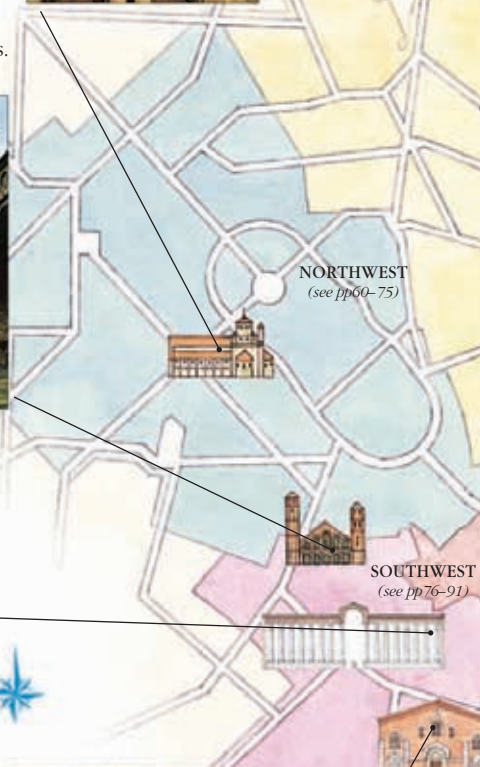 s.
NORTHWEST
(see pp60–75)
SOUTHWEST
(see pp76–91)